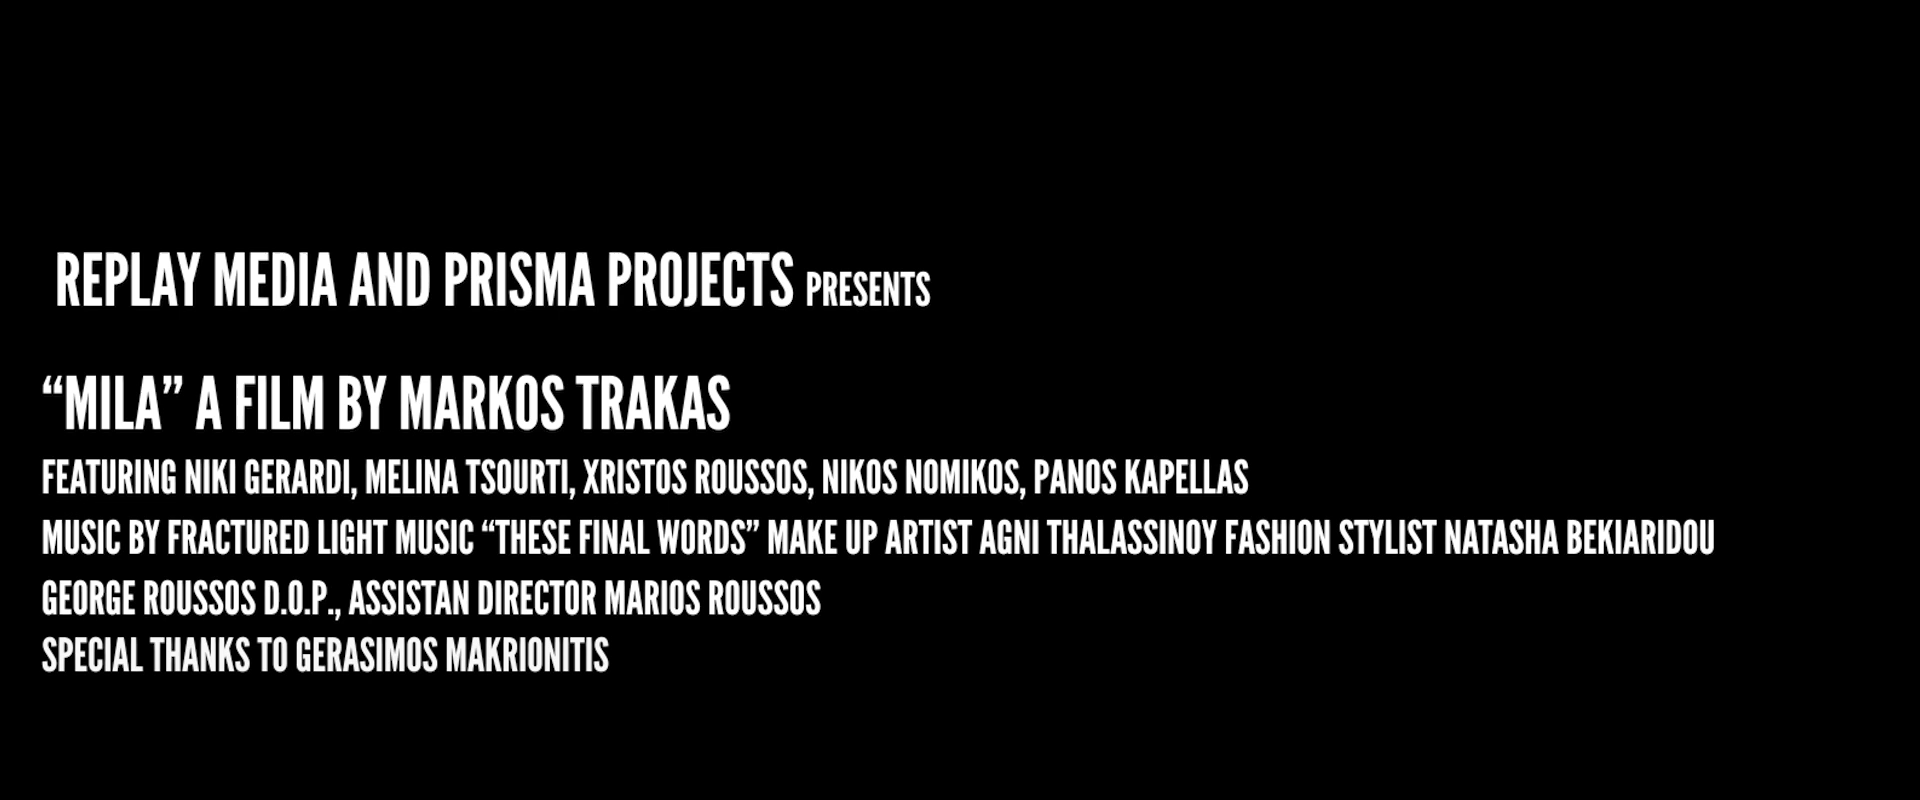 REPLAY MEDIA AND PRISMA PROJECTS PRESENTS
“MILA” A FILM BY MARKOS TRAKAS
FEATURING NIKI GERARDI, MELINA TSOURTI, XRISTOS ROUSSOS, NIKOS NOMIKOS, PANOS KAPELLAS
MUSIC BY FRACTURED LIGHT MUSIC “THESE FINAL WORDS” MAKE UP ARTIST AGNI THALASSINOY FASHION STYLIST NATASHA BEKIARIDOU
GEORGE ROUSSOS D.O.P., ASSISTAN DIRECTOR MARIOS ROUSSOS
SPECIAL THANKS TO GERASIMOS MAKRIONITIS